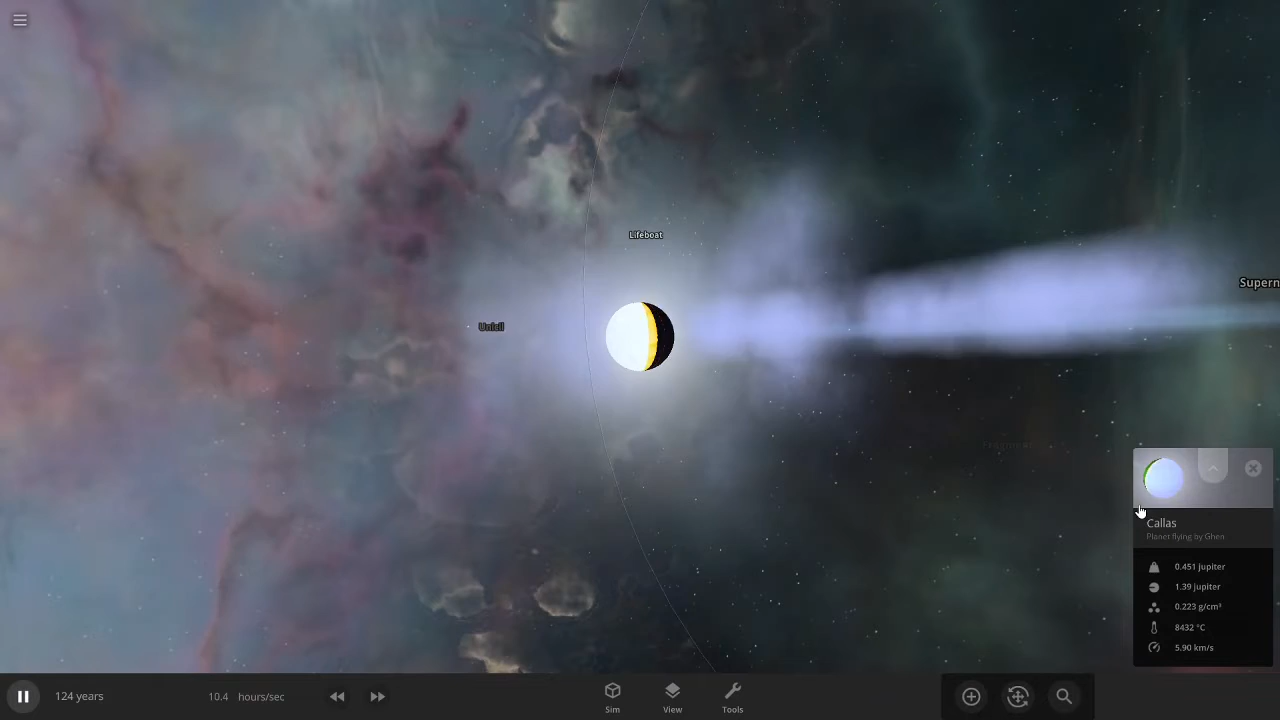 Lifeboat
Supern
Callas
Planet flying by Ghen
0.451 jupiter
1.39 jupiter
0.223 g/cm³
8432 °C
5.90 km/s
124 years
10.4 hours/sec
Sim
View
Tools